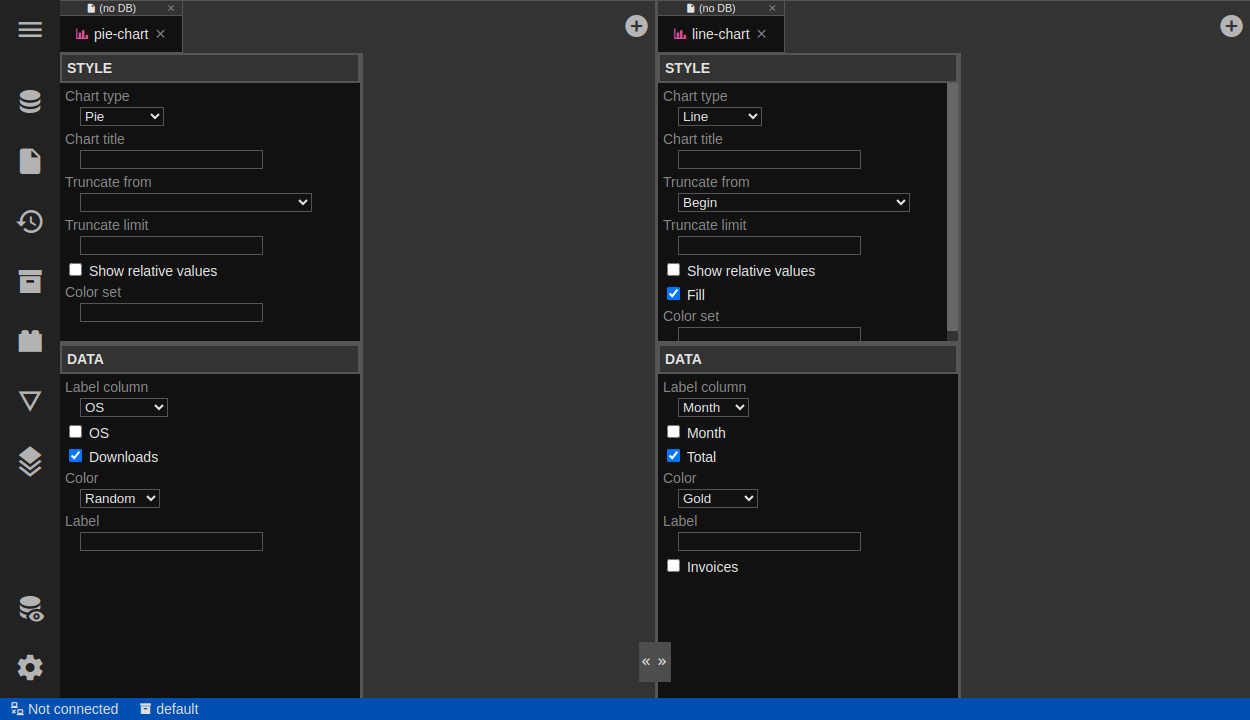 (no DB) ×
pie-chart ×
STYLE
Chart type
Pie
Chart title
Truncate from
Truncate limit
Show relative values
Color set
DATA
Label column
OS
OS
Downloads
Color
Random
Label
(no DB) ×
line-chart ×
STYLE
Chart type
Line
Chart title
Truncate from
Begin
Truncate limit
Show relative values
Fill
Color set
DATA
Label column
Month
Month
Total
Color
Gold
Label
Invoices
« »
Not connected default